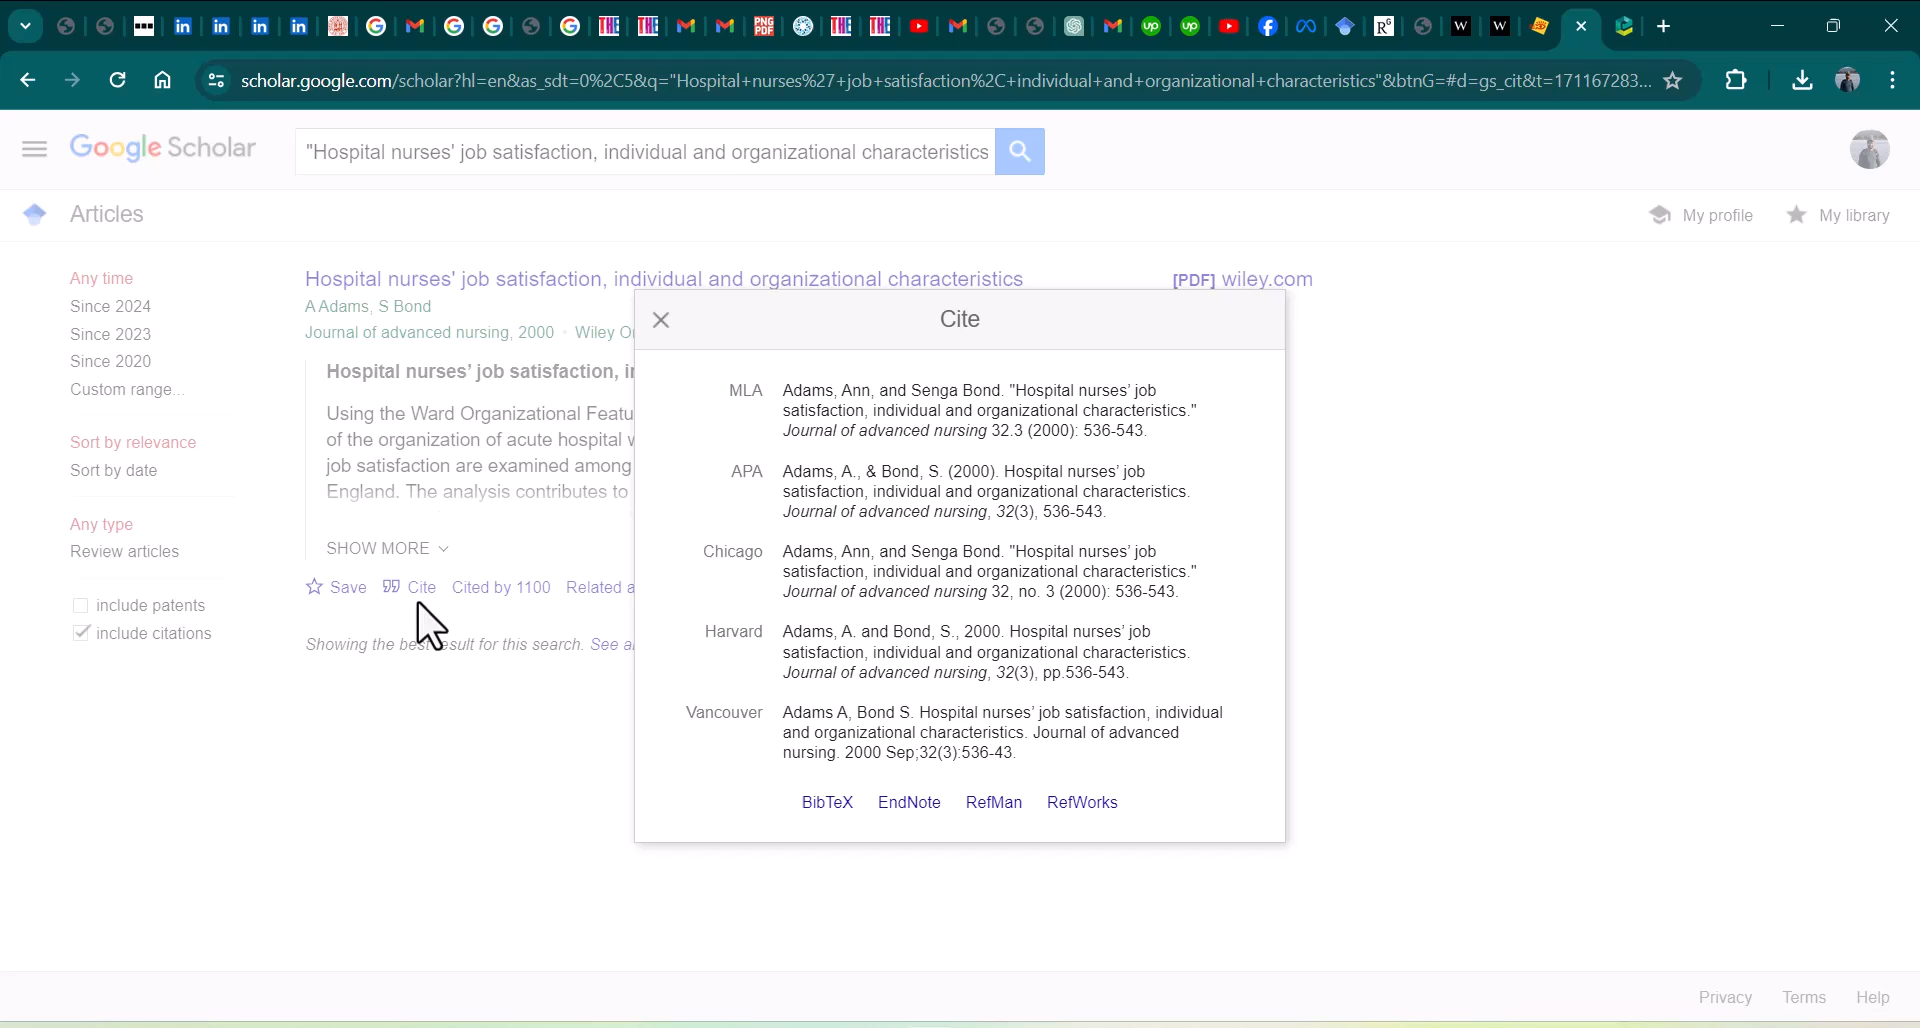 scholar.google.com/scholar?hl=en&as_sdt=0%2C5&q="Hospital+nurses%27+job+satisfaction%2C+individual+and+organizational+characteristics"&btnG=#d=gs_cit&t=171167283...
Google Scholar
"Hospital nurses' job satisfaction, individual and organizational characteristics
Articles
My profile
My library
Any time
Since 2024
Since 2023
Since 2020
Custom range...
Sort by relevance
Sort by date
Any type
Review articles
include patents
include citations
Hospital nurses' job satisfaction, individual and organizational characteristics
[PDF] wiley.com
A Adams, S Bond
Journal of advanced nursing, 2000 · Wiley
Hospital nurses' job satisfaction,
Using the Ward Organizational
of the organization of acute hospital
job satisfaction are examined among
England. The analysis contributes to
SHOW MORE
Save Cite Cited by 1100 Related
Showing the best result for this search. See
Cite
MLA Adams, Ann, and Senga Bond. "Hospital nurses' job
satisfaction, individual and organizational characteristics."
Journal of advanced nursing 32.3 (2000): 536-543.
APA Adams, A., & Bond, S. (2000). Hospital nurses' job
satisfaction, individual and organizational characteristics.
Journal of advanced nursing, 32(3), 536-543.
Chicago Adams, Ann, and Senga Bond. "Hospital nurses' job
satisfaction, individual and organizational characteristics."
Journal of advanced nursing 32, no. 3 (2000): 536-543.
Harvard Adams, A. and Bond, S., 2000. Hospital nurses' job
satisfaction, individual and organizational characteristics.
Journal of advanced nursing, 32(3), pp.536-543.
Vancouver Adams A, Bond S. Hospital nurses' job satisfaction, individual
and organizational characteristics. Journal of advanced
nursing. 2000 Sep;32(3):536-43.
BibTeX EndNote RefMan RefWorks
Privacy Terms Help